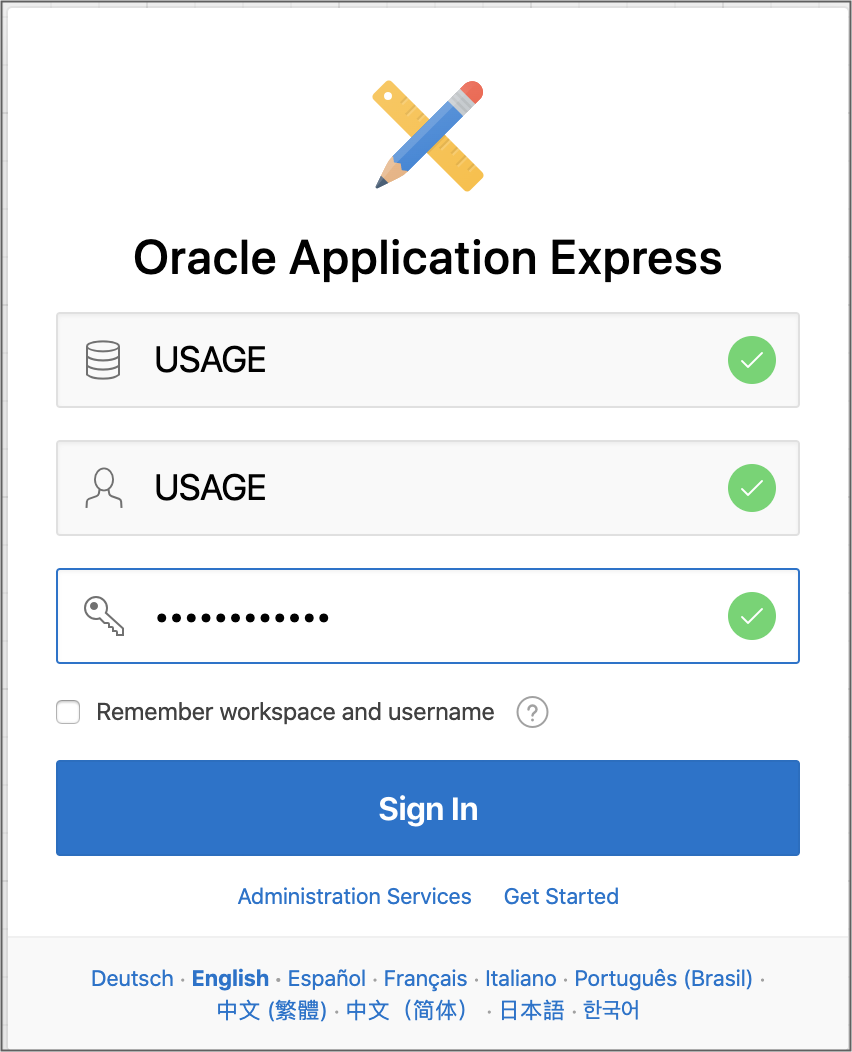 Oracle Application Express
USAGE
USAGE
••••••••••••
Remember workspace and username ?
Sign In
Administration Services Get Started
Deutsch · English · Español · Français · Italiano · Português (Brasil) ·
中文 (繁體) · 中文（简体） · 日本語 · 한국어